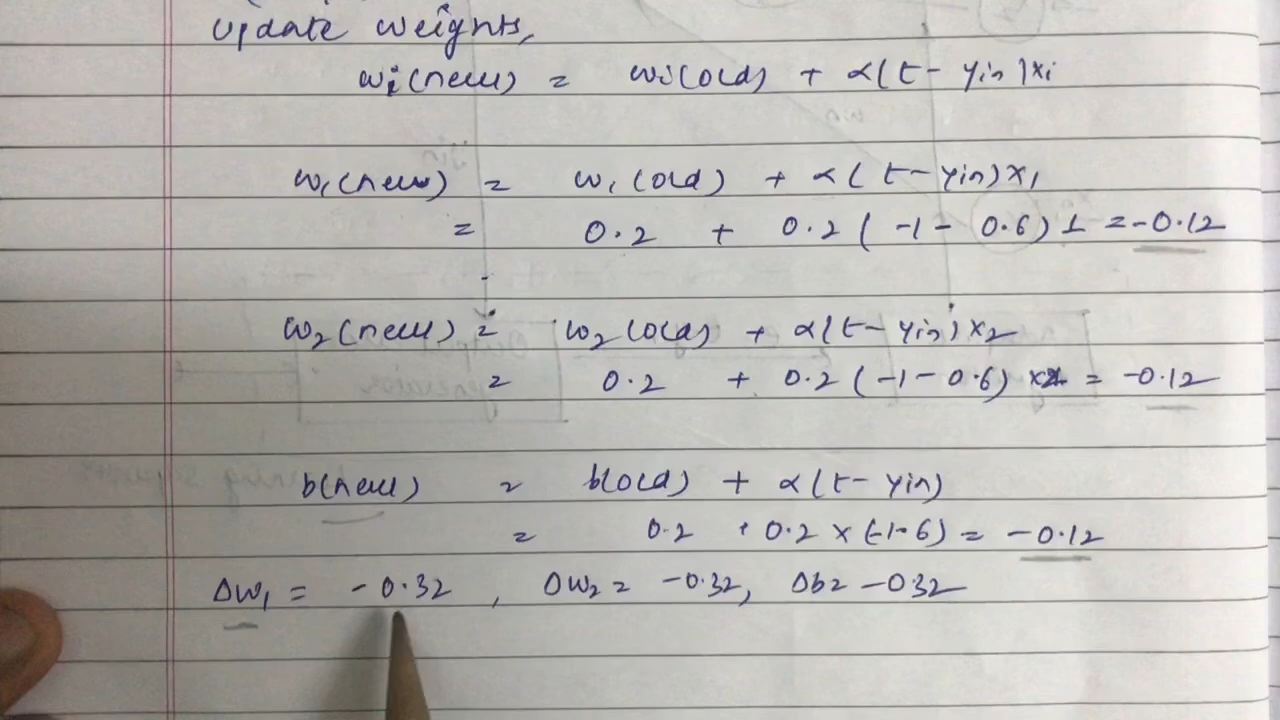 Update weights,
wi(new) = wi(old) + α(t - yin)xi
w₁(new) = w₁(old) + α(t - yin)x₁
= 0.2 + 0.2(-1 - 0.6)1 = -0.12
w₂(new) = w₂(old) + α(t - yin)x₂
= 0.2 + 0.2(-1 - 0.6) × = -0.12
b(new) = b(old) + α(t - yin)
= 0.2 + 0.2 × (-1.6) = -0.12
Δw₁ = -0.32, Δw₂ = -0.32, Δb = -032